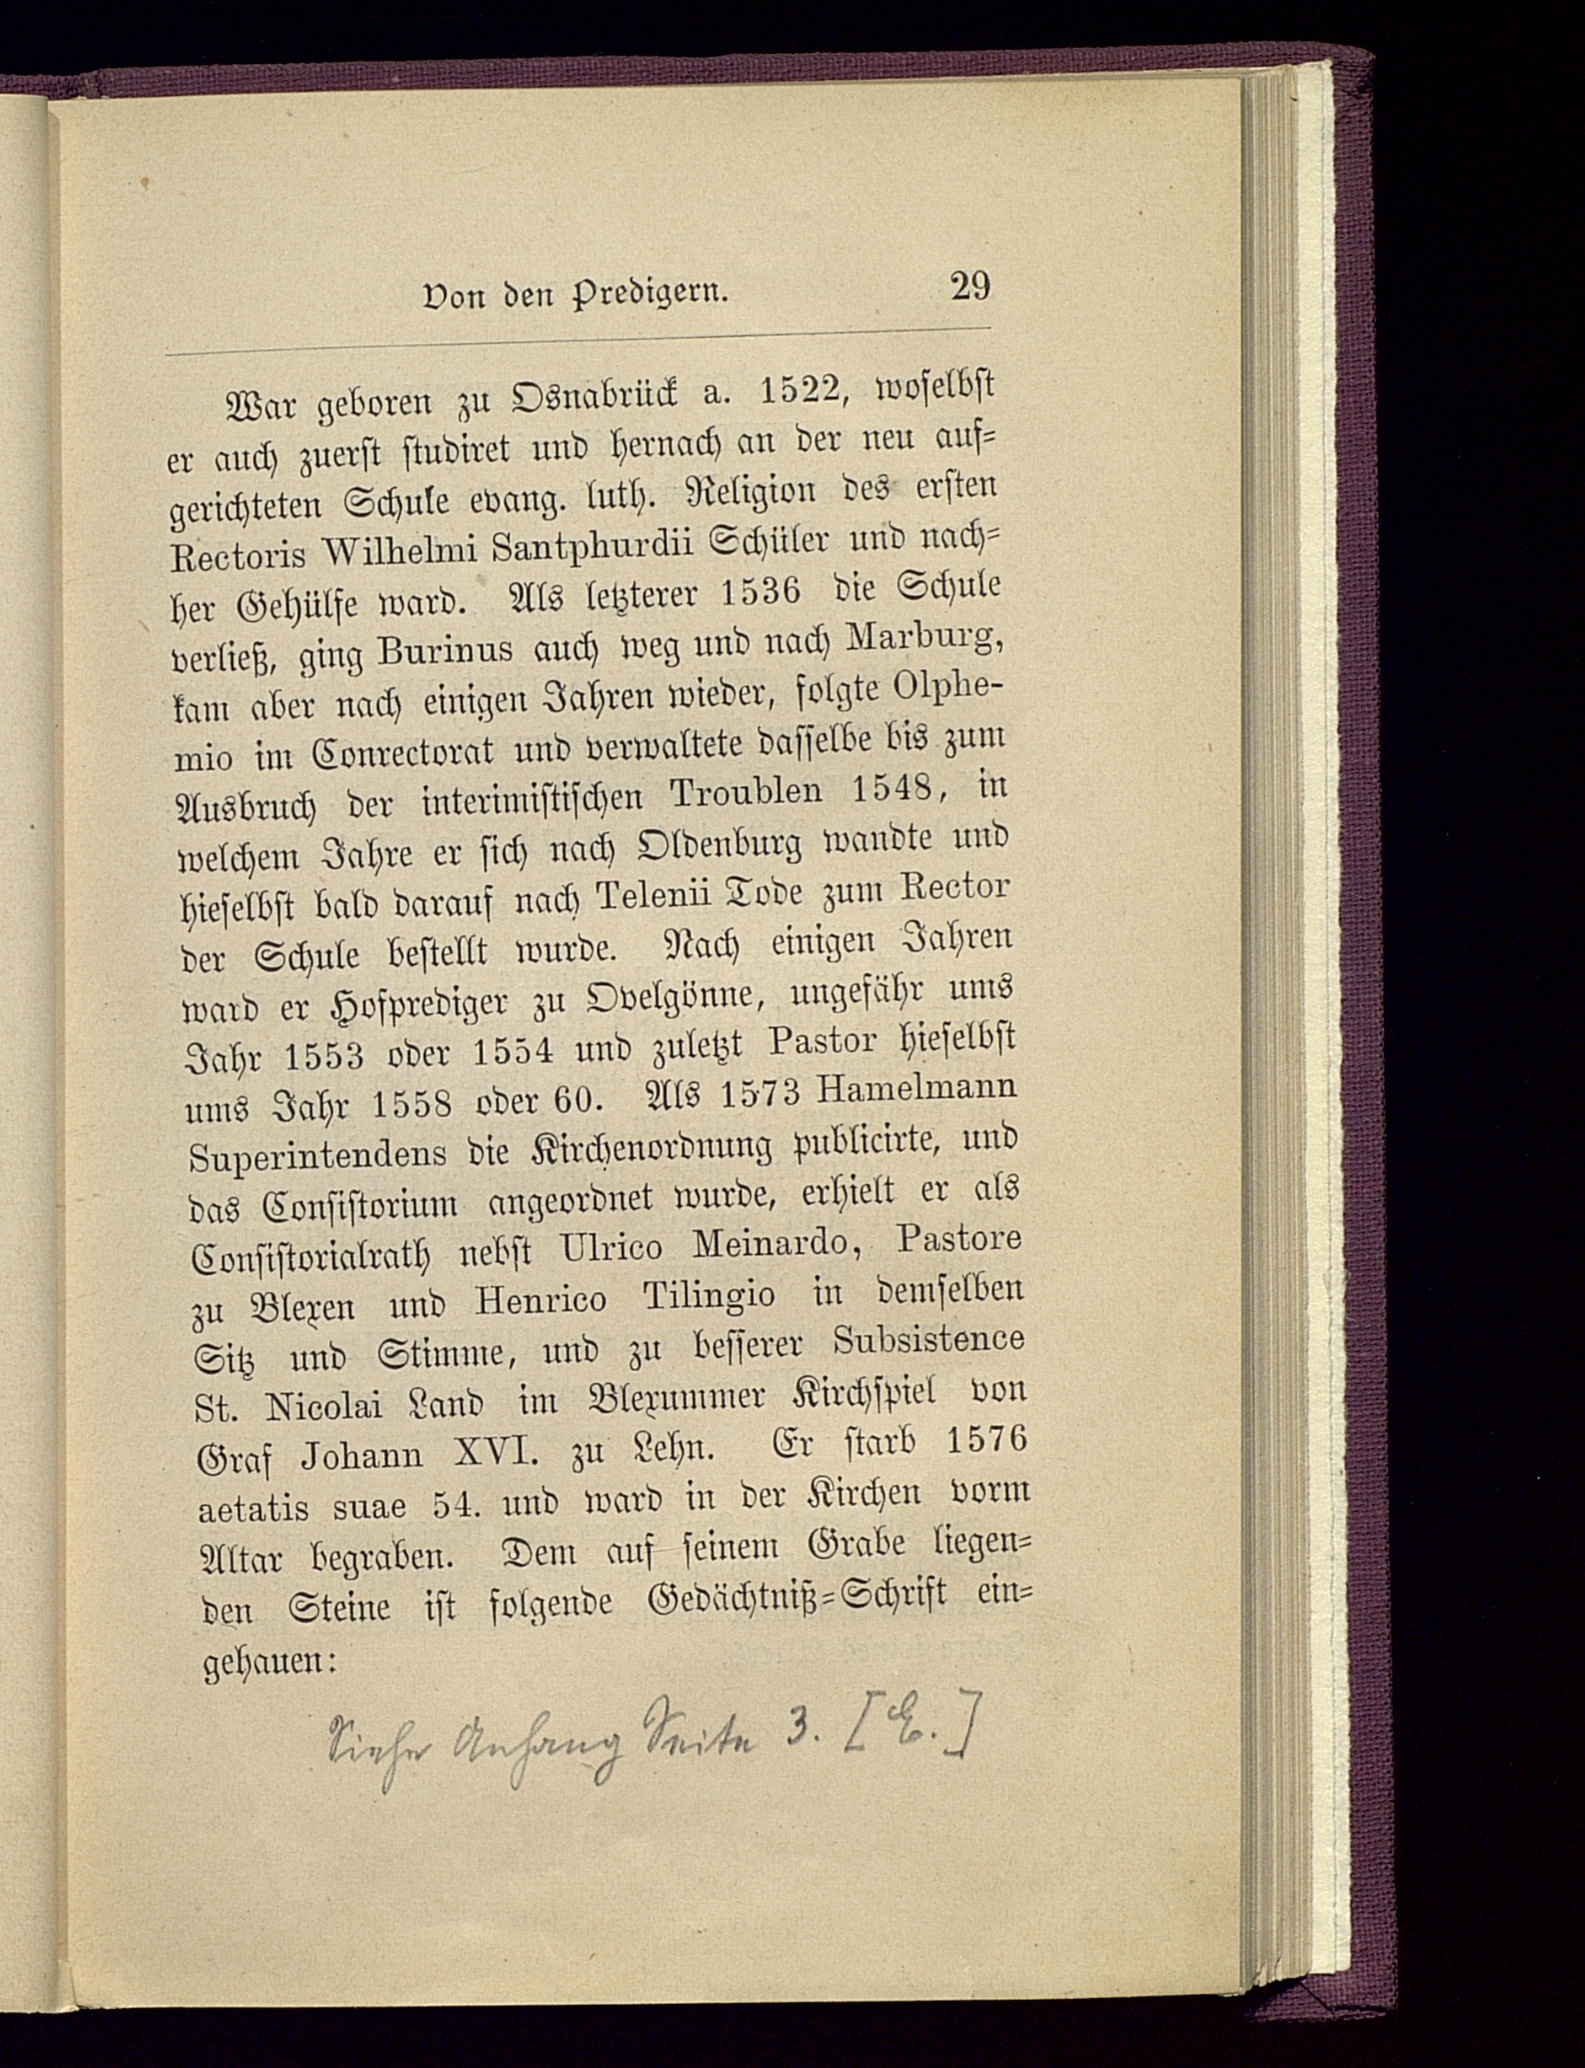 Von den Predigern.
29
War geboren zu Osnabrück a. 1522, woselbst
er auch zuerst studiret und hernach an der neu auf-
gerichteten Schule evang. luth. Religion des ersten
Rectoris Wilhelmi Santphurdii Schüler und nach-
her Gehülfe ward. Als letzterer 1536 die Schule
verließ, ging Burinus auch weg und nach Marburg,
kam aber nach einigen Jahren wieder, folgte Olphe-
mio im Conrectorat und verwaltete dasselbe bis zum
Ausbruch der interimistischen Troublen 1548, in
welchem Jahre er sich nach Oldenburg wandte und
hieselbst bald darauf nach Telenii Tode zum Rector
der Schule bestellt wurde. Nach einigen Jahren
ward er Hofprediger zu Ovelgönne, ungefähr ums
Jahr 1553 oder 1554 und zuletzt Pastor hieselbst
ums Jahr 1558 oder 60. Als 1573 Hamelmann
Superintendens die Kirchenordnung publicirte, und
das Consistorium angeordnet wurde, erhielt er als
Consistorialrath nebst Ulrico Meinardo, Pastore
zu Blexen und Henrico Tilingio in demselben
Sitz und Stimme, und zu besserer Subsistence
St. Nicolai Land im Blexummer Kirchspiel von
Graf Johann XVI. zu Lehn. Er starb 1576
aetatis suae 54. und ward in der Kirchen vorm
Altar begraben. Dem auf seinem Grabe liegen-
den Steine ist folgende Gedächtniß-Schrift ein-
gehauen:
Siehe Anhang Seite 3. [E.]